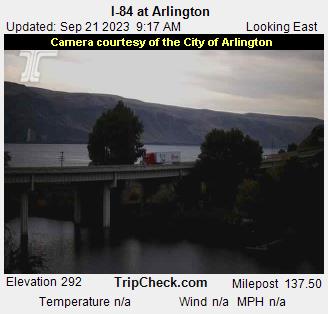 I-84 at Arlington
Updated: Sep 21 2023 9:17 AM Looking East
Camera courtesy of the City of Arlington
Elevation 292 TripCheck.com Milepost 137.50
Temperature n/a Wind n/a MPH n/a